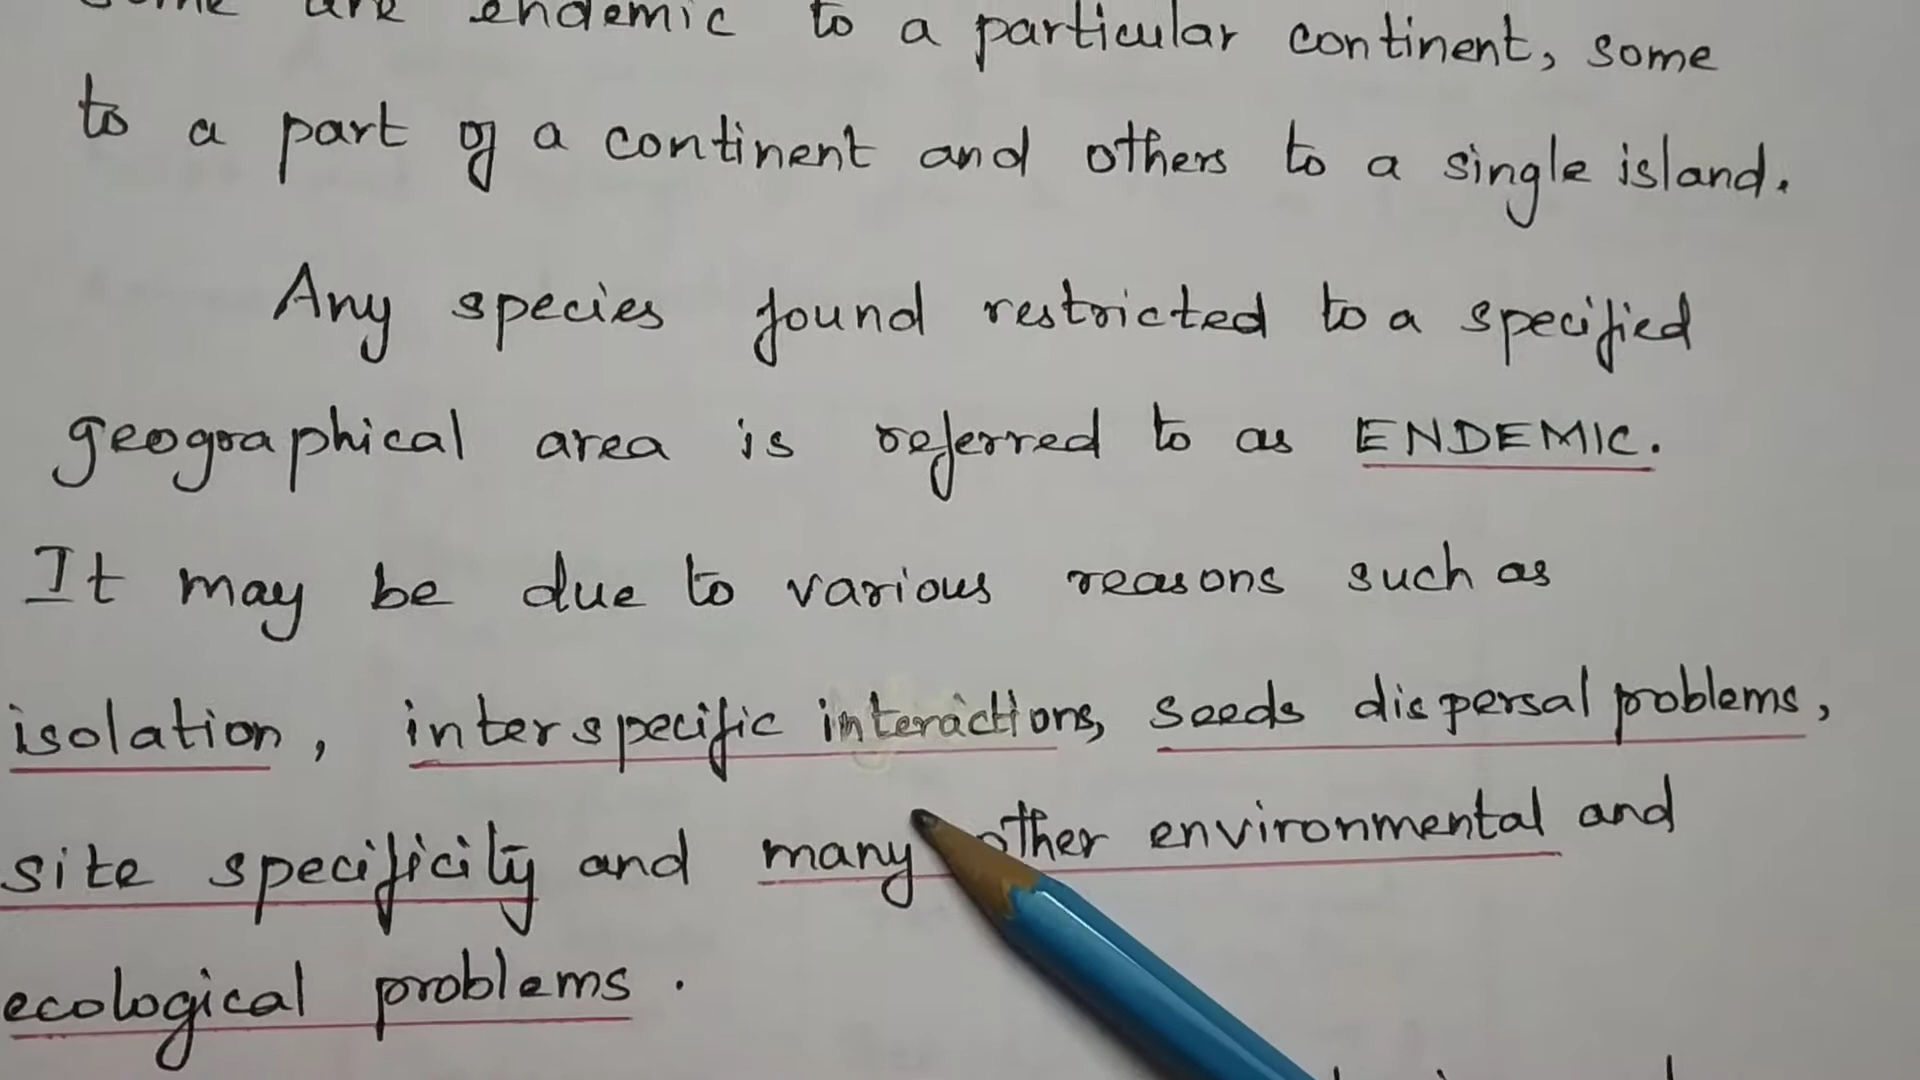 are endemic to a particular continent, some
to a part of a continent and others to a single island.
Any species found restricted to a specified
geographical area is referred to as ENDEMIC.
It may be due to various reasons such as
isolation, interspecific interactions, seeds dispersal problems,
site specificity and many other environmental and
ecological problems.